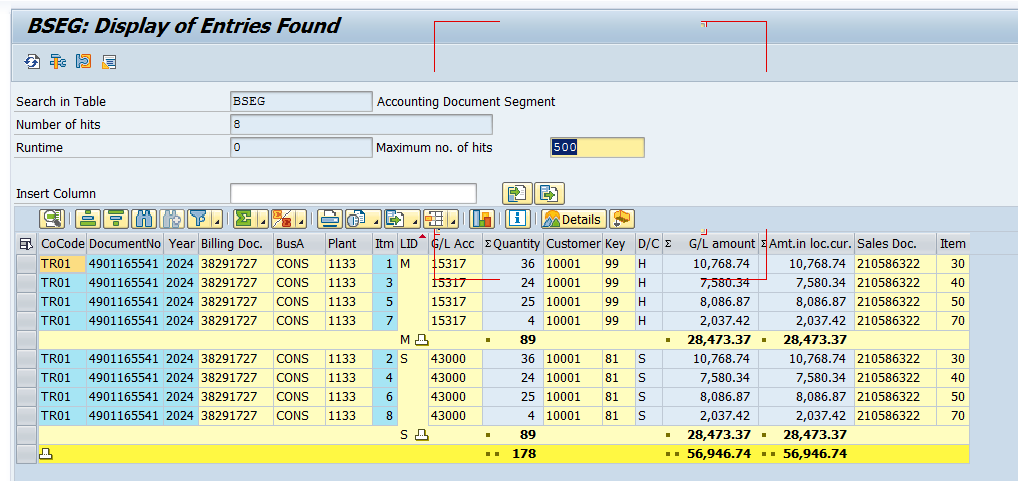 BSEG: Display of Entries Found
Search in Table BSEG Accounting Document Segment
Number of hits 8
Runtime 0 Maximum no. of hits 500
Insert Column
Details
CoCode DocumentNo Year Billing Doc. BusA Plant Itm LID G/L Acc Σ Quantity Customer Key D/C Σ G/L amount Σ Amt.in loc.cur. Sales Doc. Item
TR01 4901165541 2024 38291727 CONS 1133 1 M 15317 36 10001 99 H 10,768.74 10,768.74 210586322 30
TR01 4901165541 2024 38291727 CONS 1133 3 15317 24 10001 99 H 7,580.34 7,580.34 210586322 40
TR01 4901165541 2024 38291727 CONS 1133 5 15317 25 10001 99 H 8,086.87 8,086.87 210586322 50
TR01 4901165541 2024 38291727 CONS 1133 7 15317 4 10001 99 H 2,037.42 2,037.42 210586322 70
M 89 28,473.37 28,473.37
TR01 4901165541 2024 38291727 CONS 1133 2 S 43000 36 10001 81 S 10,768.74 10,768.74 210586322 30
TR01 4901165541 2024 38291727 CONS 1133 4 43000 24 10001 81 S 7,580.34 7,580.34 210586322 40
TR01 4901165541 2024 38291727 CONS 1133 6 43000 25 10001 81 S 8,086.87 8,086.87 210586322 50
TR01 4901165541 2024 38291727 CONS 1133 8 43000 4 10001 81 S 2,037.42 2,037.42 210586322 70
S 89 28,473.37 28,473.37
178 56,946.74 56,946.74